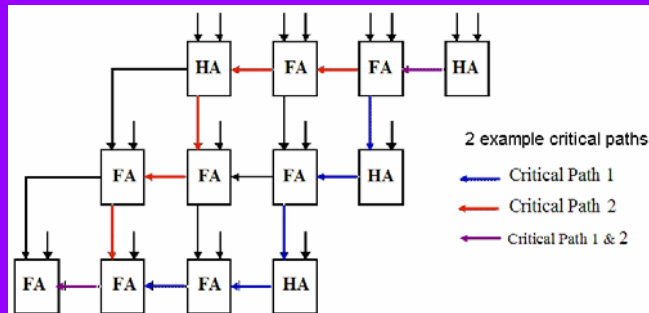 HA FA FA HA
2 example critical paths
FA FA FA HA
Critical Path 1
Critical Path 2
Critical Path 1 & 2
FA FA FA HA